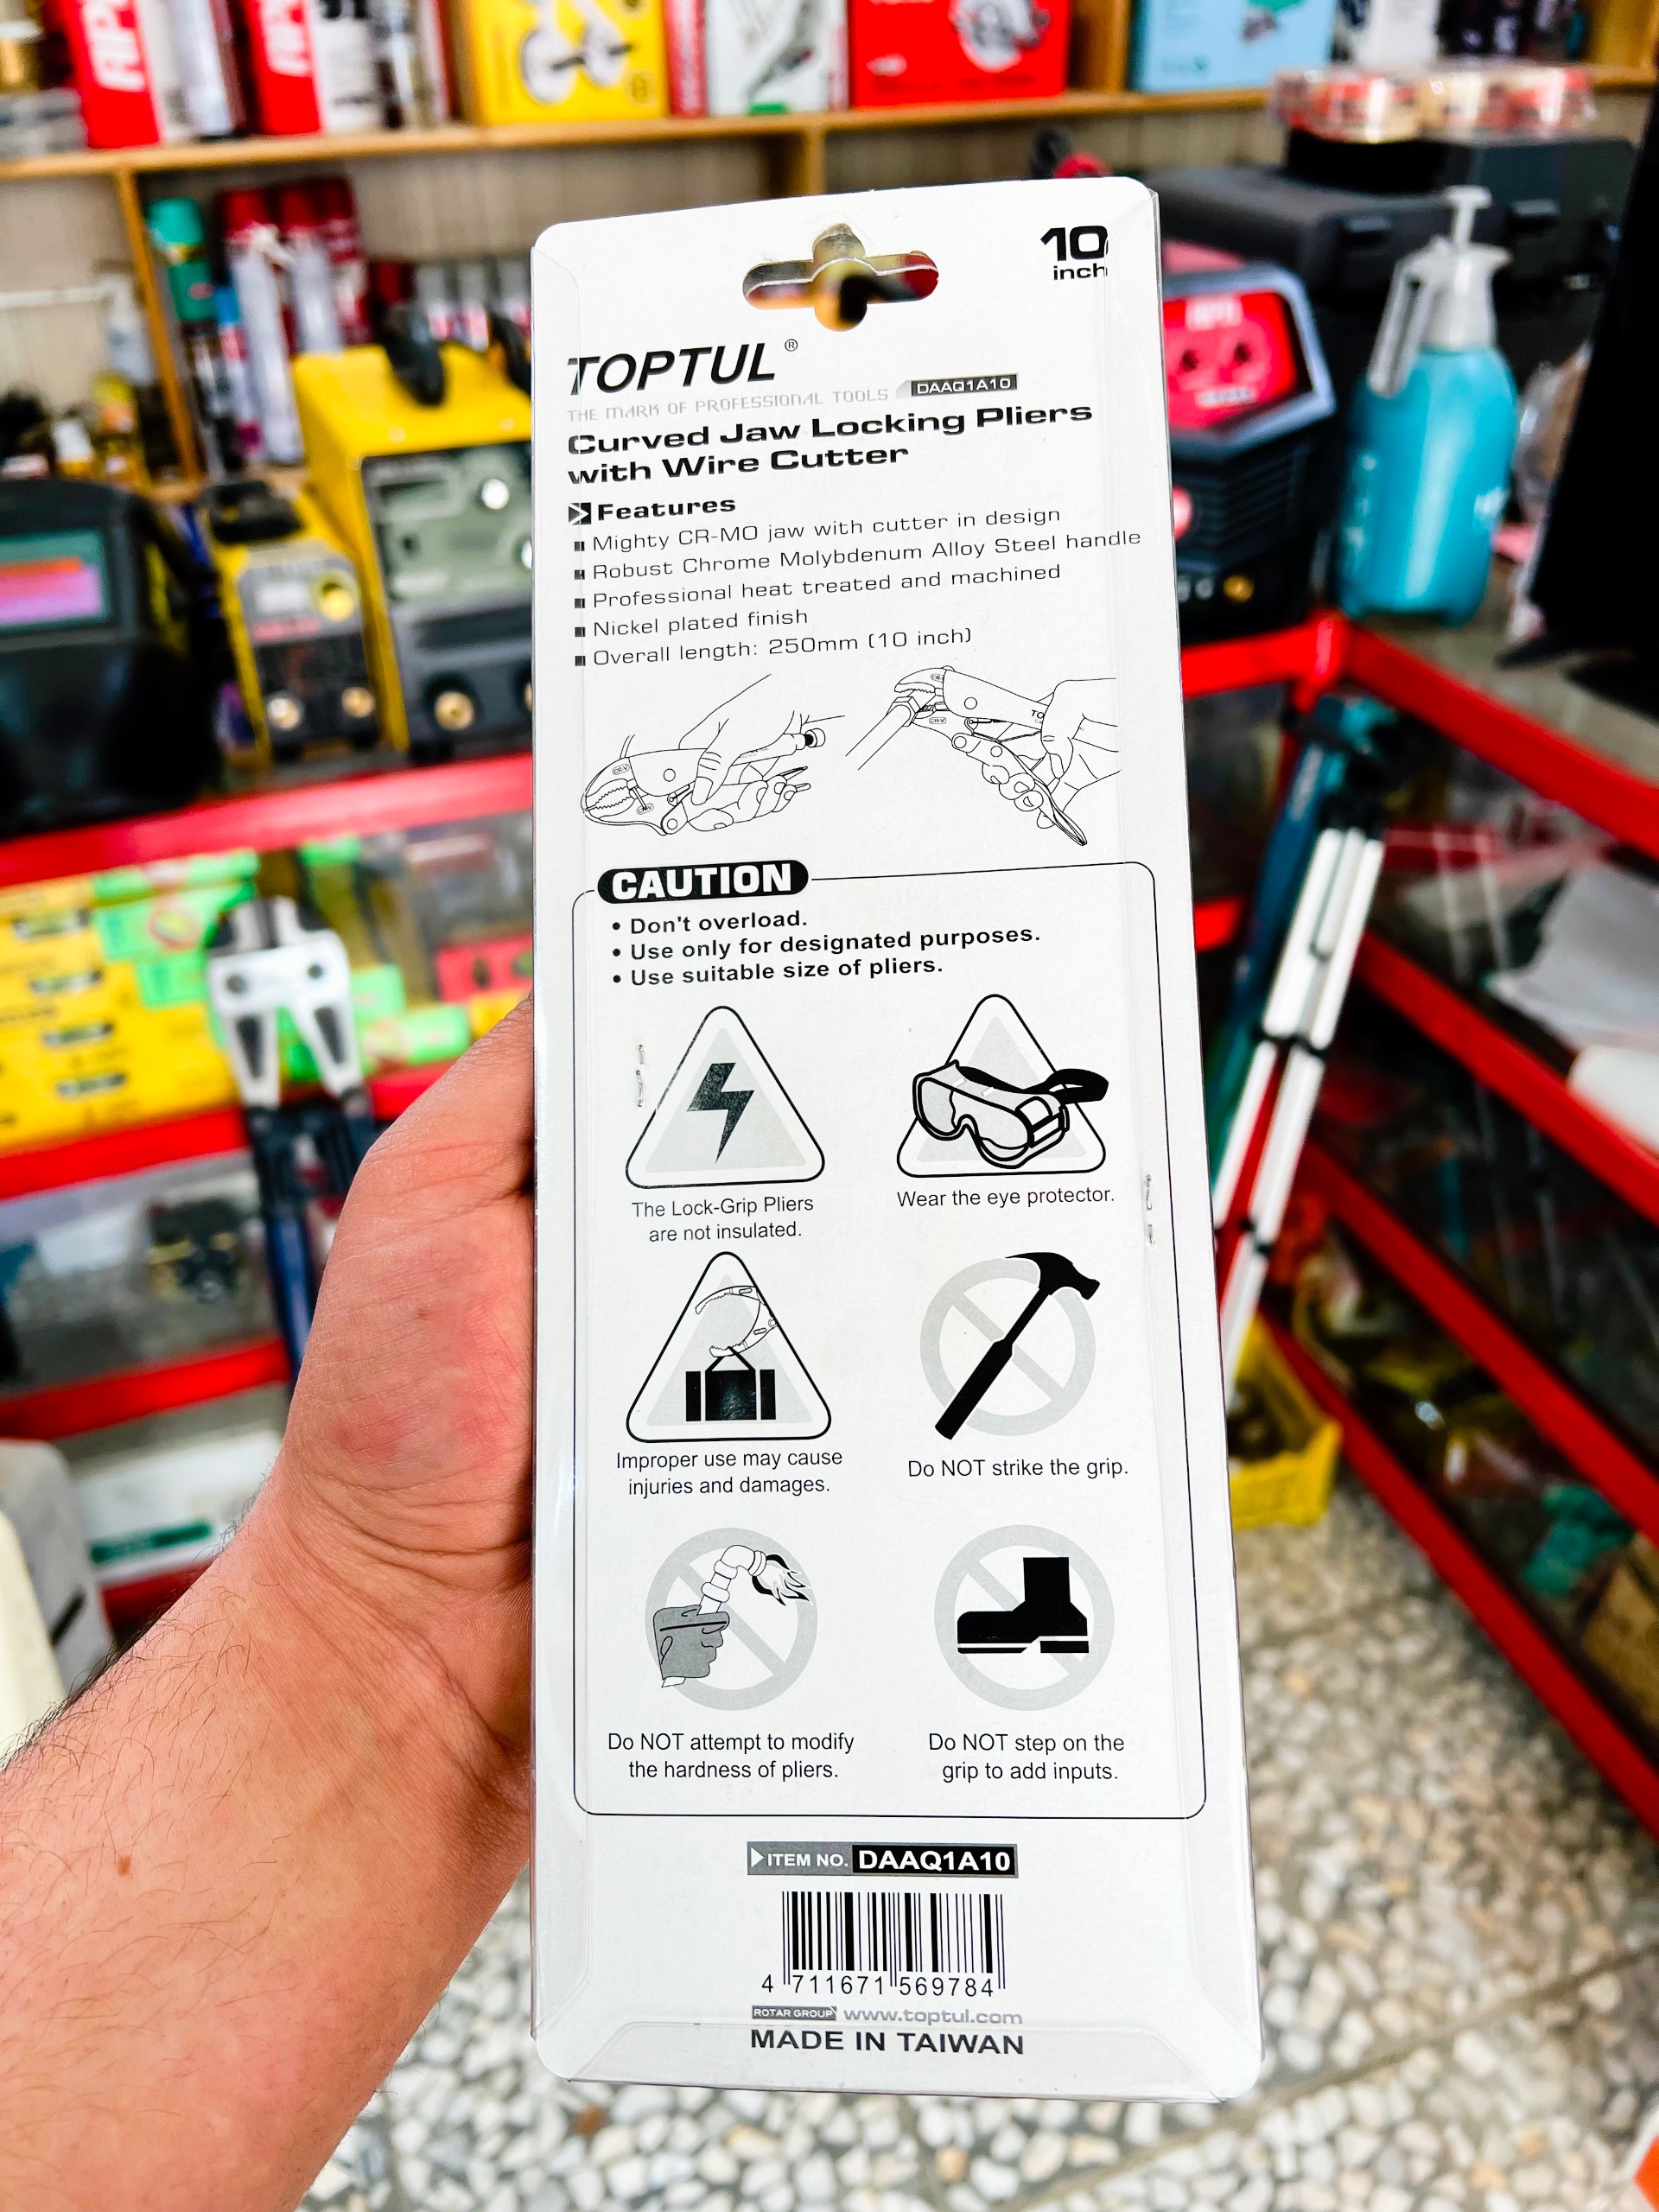 10
inch
TOPTUL®
THE MARK OF PROFESSIONAL TOOLS DAAQ1A10
Curved Jaw Locking Pliers
with Wire Cutter
Features
Mighty CR-MO jaw with cutter in design
Robust Chrome Molybdenum Alloy Steel handle
Professional heat treated and machined
Nickel plated finish
Overall length: 250mm (10 inch)
CAUTION
• Don't overload.
• Use only for designated purposes.
• Use suitable size of pliers.
The Lock-Grip Pliers
are not insulated.
Wear the eye protector.
Improper use may cause
injuries and damages.
Do NOT strike the grip.
Do NOT attempt to modify
the hardness of pliers.
Do NOT step on the
grip to add inputs.
ITEM NO. DAAQ1A10
4 711671 569784
ROTAR GROUP www.toptul.com
MADE IN TAIWAN